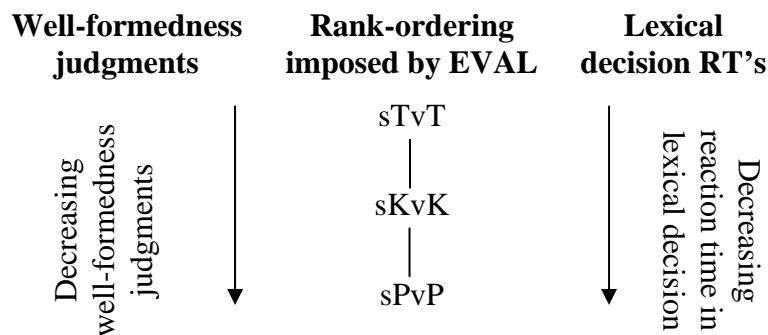 Well-formedness
judgments
Rank-ordering
imposed by EVAL
Lexical
decision RT's
Decreasing
well-formedness
judgments
sTvT
sKvK
sPvP
Decreasing
reaction time in
lexical decision